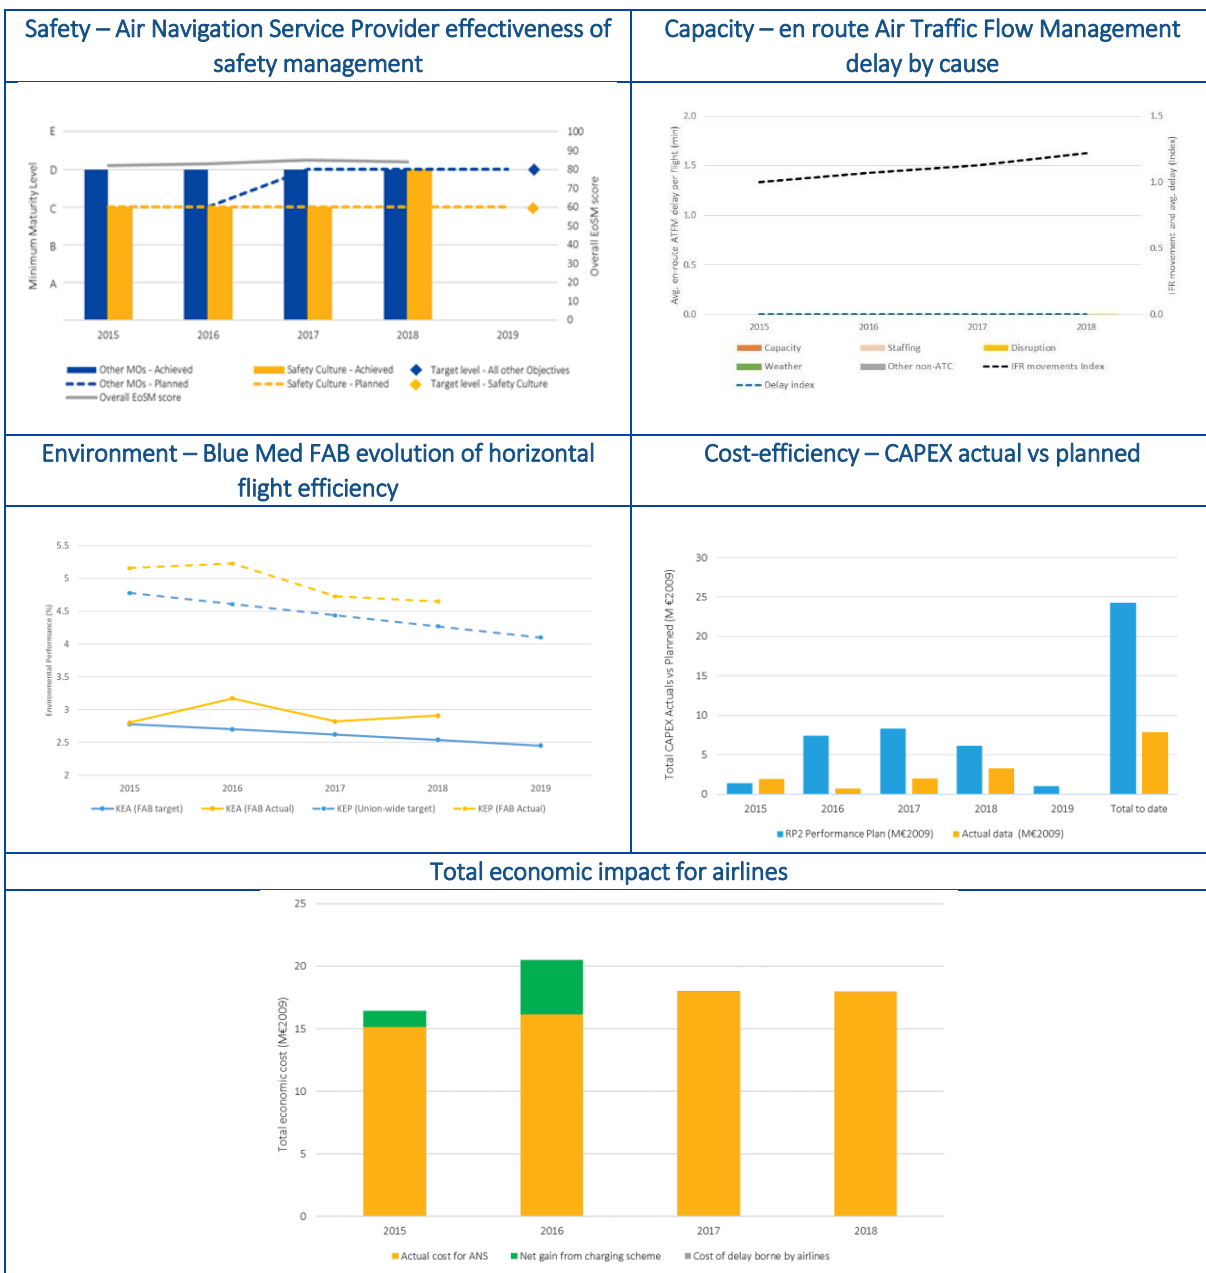 Safety – Air Navigation Service Provider effectiveness of
safety management
Capacity – en route Air Traffic Flow Management
delay by cause
Minimum Maturity Level
E
D
C
B
A
100
90
80
70
60
50
40
30
20
10
0
Overall EoSM score
2015 2016 2017 2018 2019
Other MOs - Achieved Safety Culture - Achieved Target level - All other Objectives
Other MOs - Planned Safety Culture - Planned Target level - Safety Culture
Overall EoSM score
Avg. en-route ATFM delay per flight (min)
2.0
1.5
1.0
0.5
0.0
1.5
1.0
0.5
0.0
IFR movement and avg. delay (index)
2015 2016 2017 2018
Capacity Staffing Disruption
Weather Other non-ATC IFR movements Index
Delay index
Environment – Blue Med FAB evolution of horizontal
flight efficiency
Cost-efficiency – CAPEX actual vs planned
Environmental Performance (%)
5.5
5
4.5
4
3.5
3
2.5
2
2015 2016 2017 2018 2019
KEA (FAB target) KEA (FAB Actual) KEP (Union-wide target) KEP (FAB Actual)
Total CAPEX Actuals vs Planned (M €2009)
30
25
20
15
10
5
0
2015 2016 2017 2018 2019 Total to date
RP2 Performance Plan (M€2009) Actual data (M€2009)
Total economic impact for airlines
Total economic cost (M€2009)
25
20
15
10
5
0
2015 2016 2017 2018
Actual cost for ANS Net gain from charging scheme Cost of delay borne by airlines